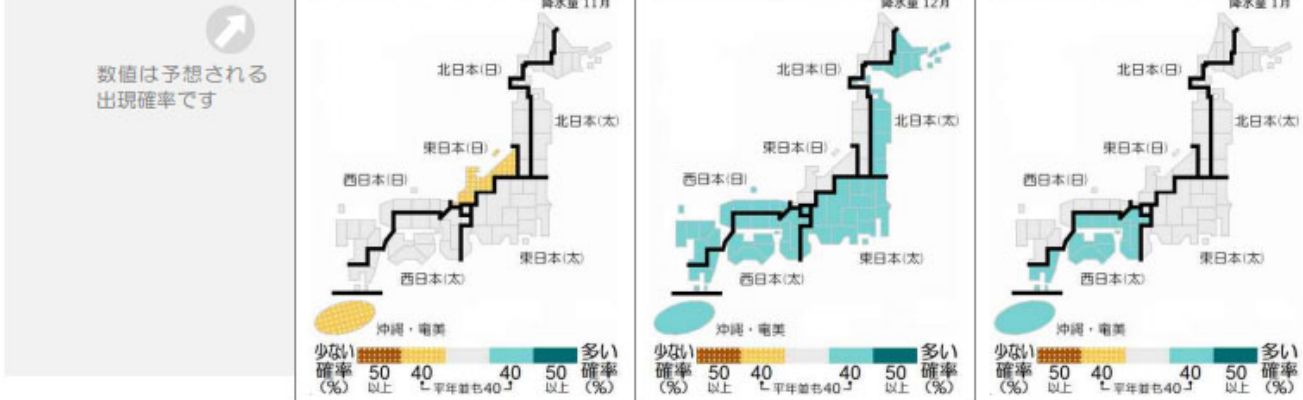 数値は予想される
出現確率です
降水量 11月
北日本(日)
北日本(太)
東日本(日)
西日本(日)
東日本(太)
西日本(太)
沖縄・奄美
少ない
確率
(%)
50
以上
40
平年並も40
40
50
以上
多い
確率
(%)
降水量 12月
北日本(日)
北日本(太)
東日本(日)
西日本(日)
東日本(太)
西日本(太)
沖縄・奄美
少ない
確率
(%)
50
以上
40
平年並も40
40
50
以上
多い
確率
(%)
降水量 1月
北日本(日)
北日本(太)
東日本(日)
西日本(日)
東日本(太)
西日本(太)
沖縄・奄美
少ない
確率
(%)
50
以上
40
平年並も40
40
50
以上
多い
確率
(%)